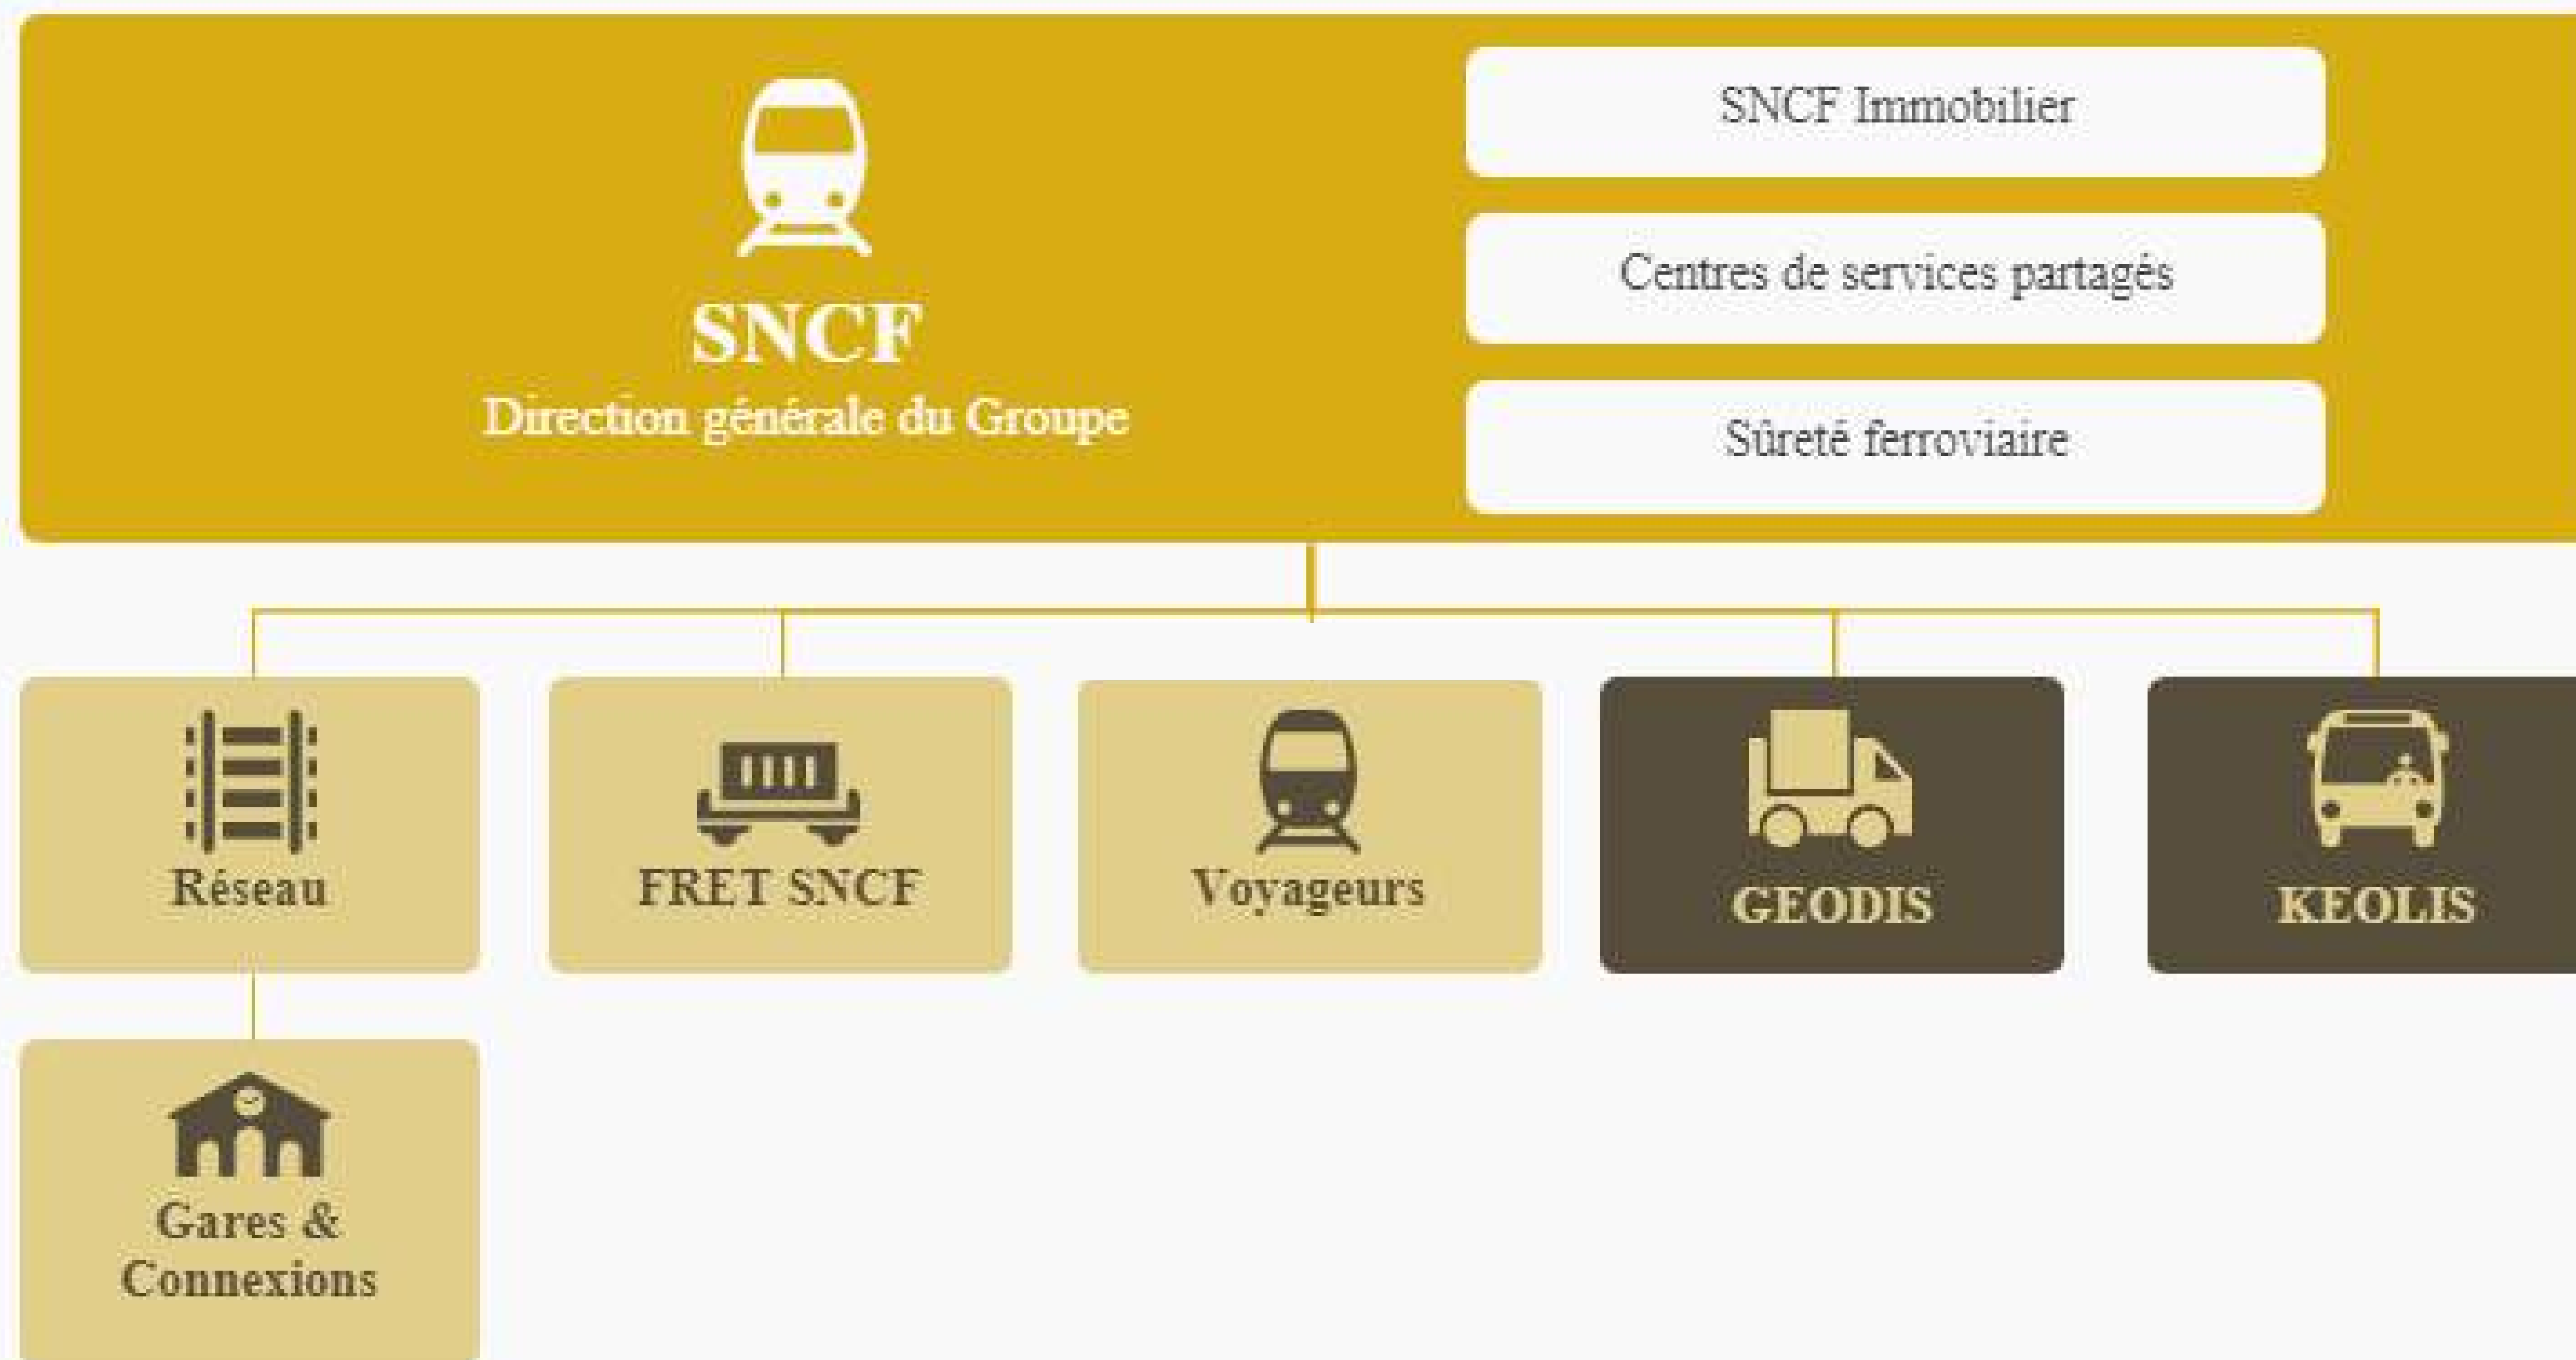 SNCF
Direction générale du Groupe
SNCF Immobilier
Centres de services partagés
Sûreté ferroviaire
Réseau
FRET SNCF
Voyageurs
GEODIS
KEOLIS
Gares &
Connexions